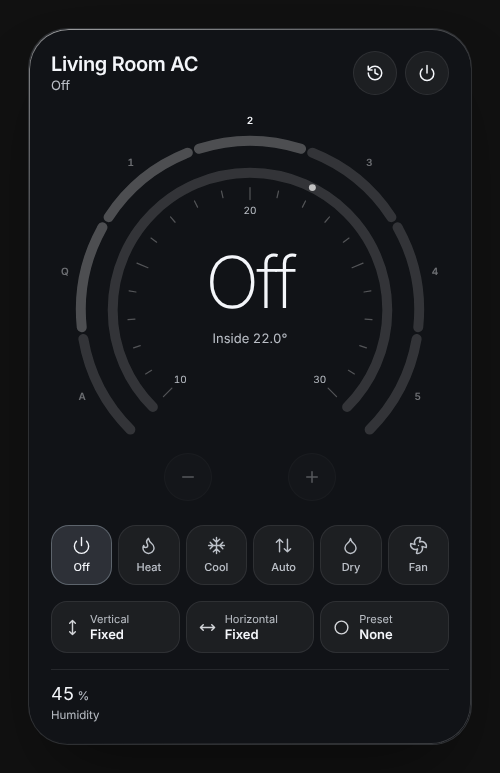 Living Room AC
Off
2
1
3
20
Q
4
Off
Inside 22.0°
10
30
A
5
Off
Heat
Cool
Auto
Dry
Fan
Vertical
Fixed
Horizontal
Fixed
Preset
None
45 %
Humidity